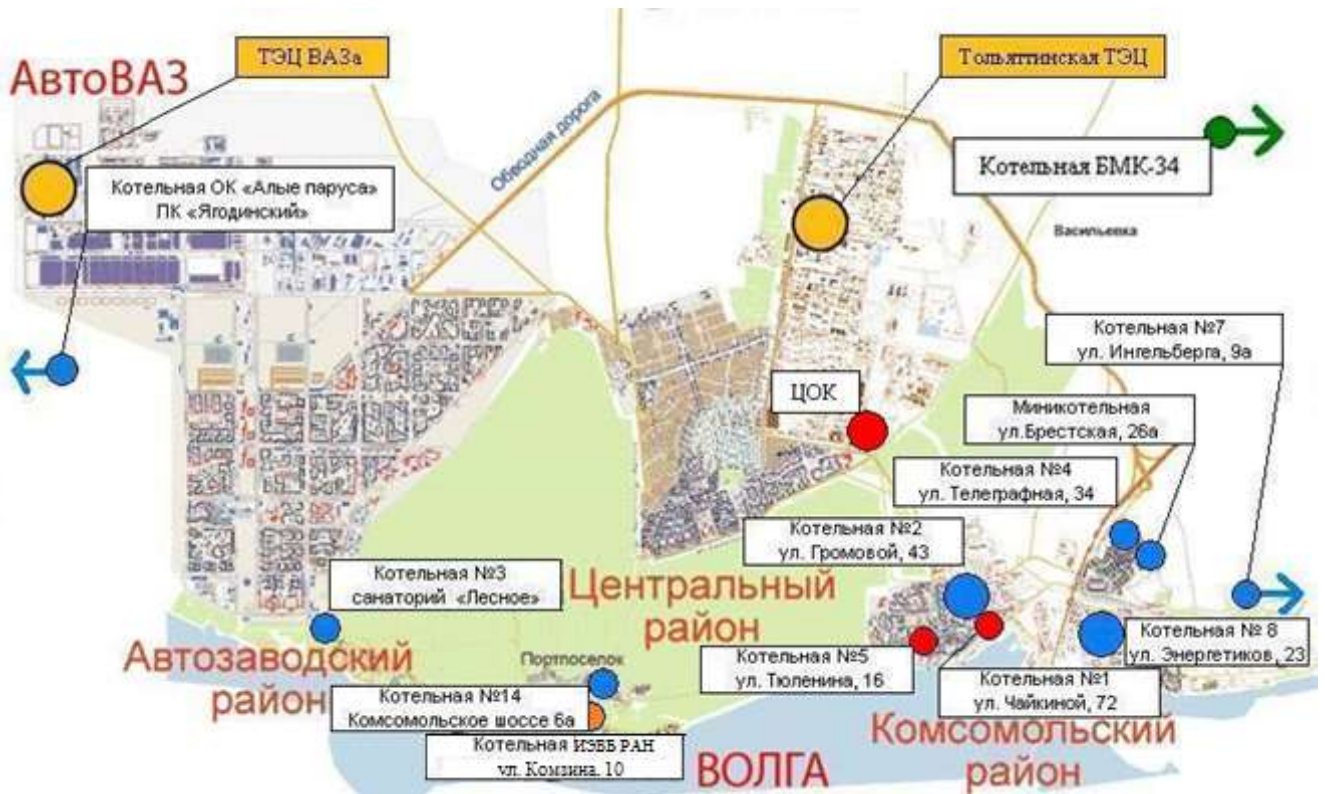 ТЭЦ ВАЗа
Тольяттинская ТЭЦ
АвтоВАЗ
Обводная дорога
Котельная БМК-34
Котельная ОК «Алые паруса»
ПК «Ягодинский»
Васильевка
Котельная №7
ул. Ингельберга, 9а
ЦОК
Миникотельная
ул.Брестская, 26а
Котельная №4
ул. Телеграфная, 34
Котельная №2
ул. Громовой, 43
Котельная №3
санаторий «Лесное»
Центральный
район
Автозаводский
район
Портпоселок
Котельная №5
ул. Тюленина, 16
Котельная № 8
ул. Энергетиков, 23
Котельная №1
ул. Чайкиной, 72
Котельная №14
Комсомольское шоссе 6а
Котельная ИЭВБ РАН
ул. Комзина, 10
ВОЛГА
Комсомольский
район